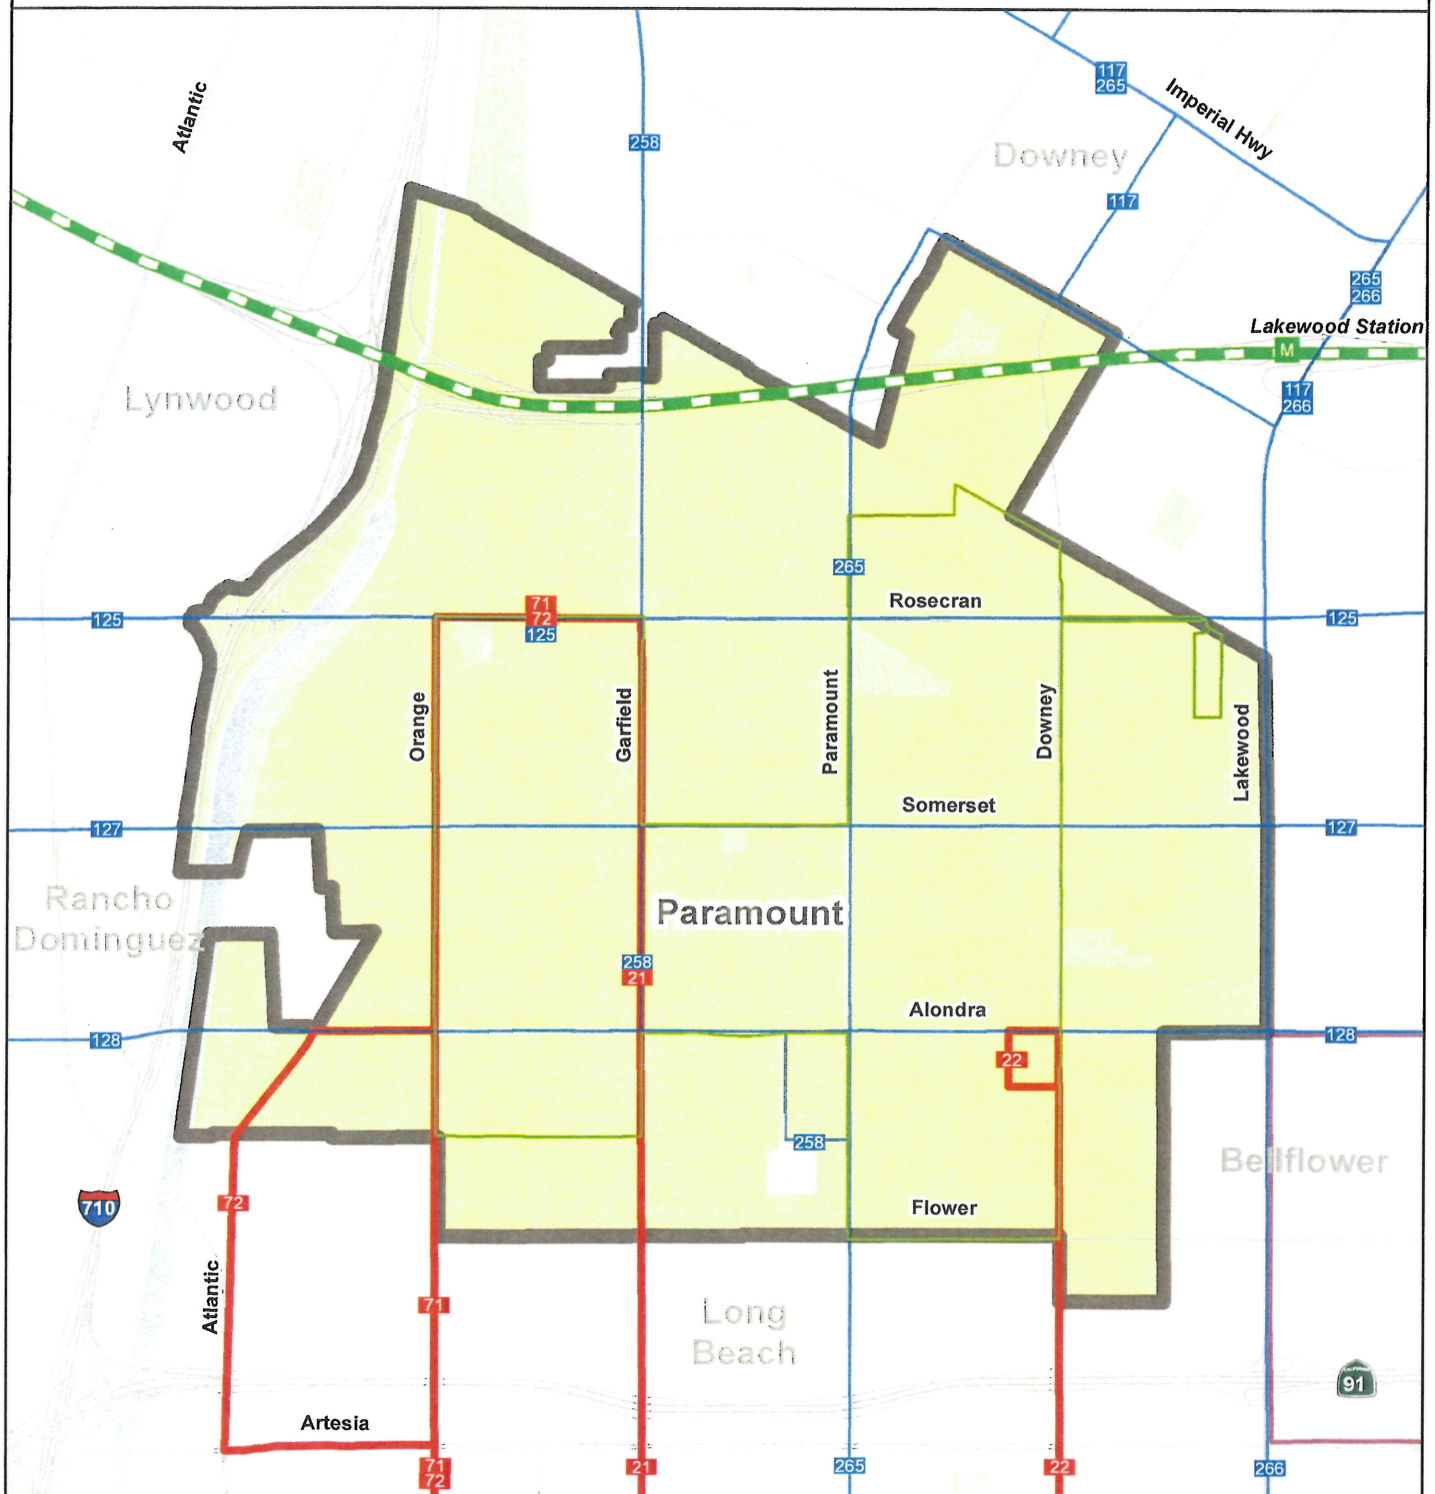 Atlantic
117
265
Imperial Hwy
258
Downey
117
265
266
Lakewood Station
M
Lynwood
117
266
265
Rosecran
125
71
72
125
125
Orange
Garfield
Paramount
Downey
Lakewood
Somerset
127
127
Rancho
Dominguez
Paramount
258
21
Alondra
128
128
22
258
Bellflower
710
72
Flower
Atlantic
71
Long
Beach
CALIFORNIA
91
Artesia
71
72
21
265
22
266